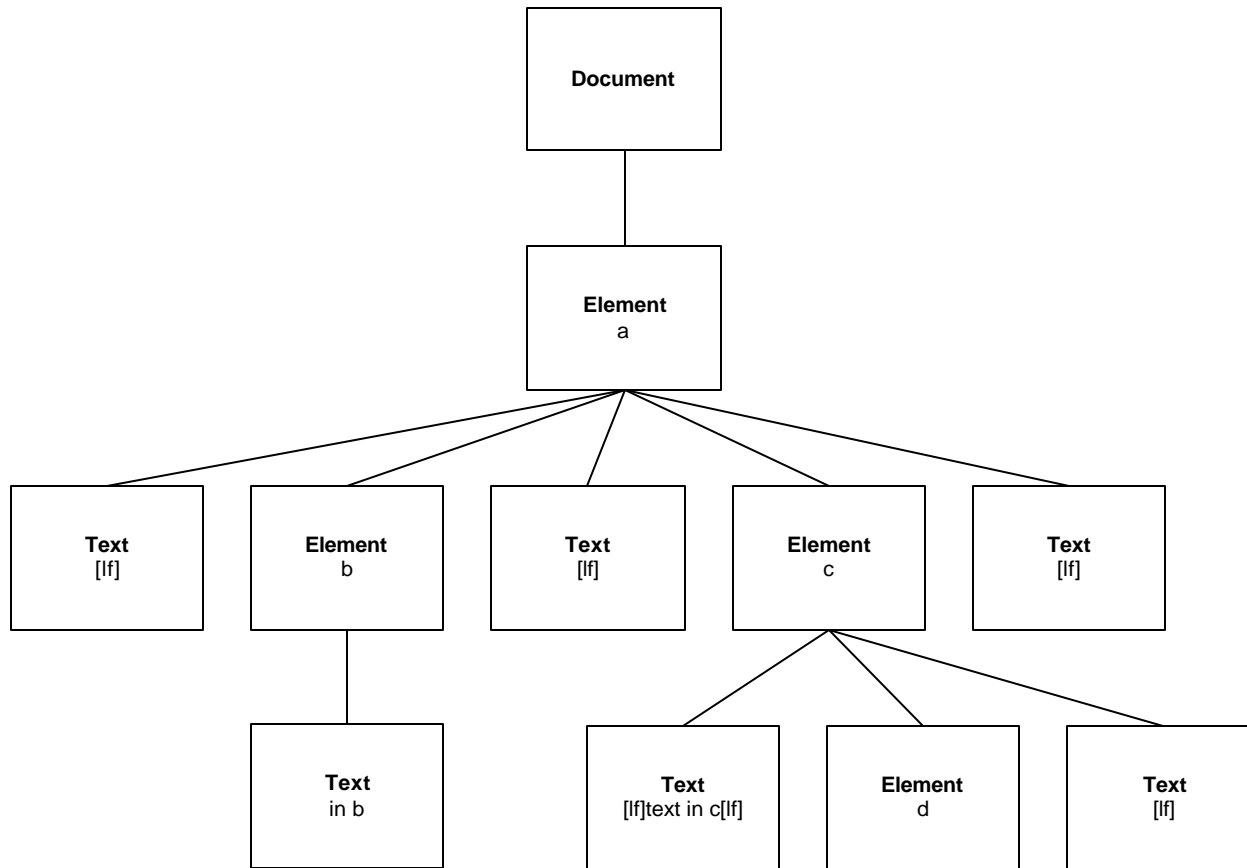 Document
Element
a
Text
[lf]
Element
b
Text
[lf]
Element
c
Text
[lf]
Text
in b
Text
[lf]text in c[lf]
Element
d
Text
[lf]